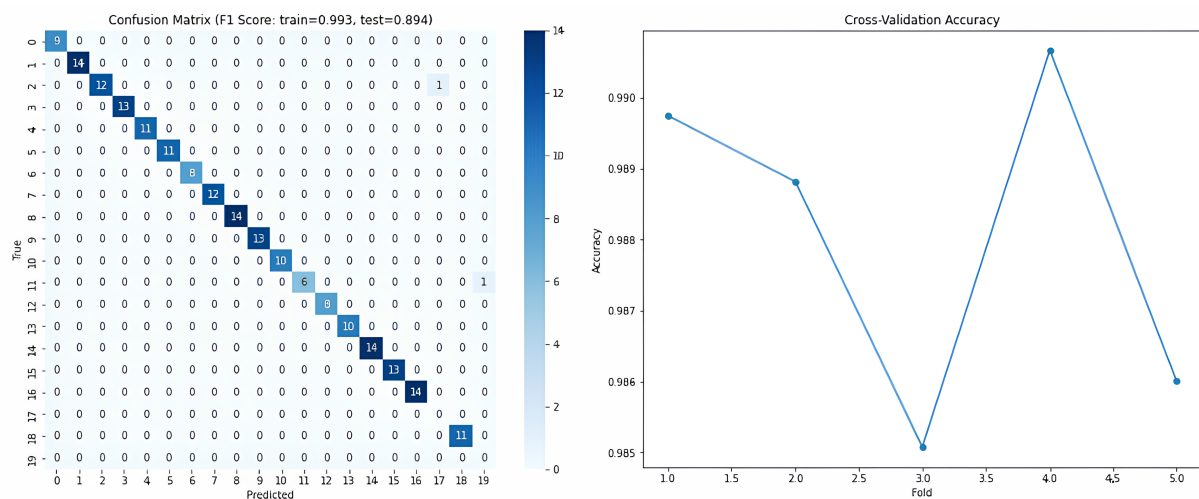 Confusion Matrix (F1 Score: train=0.993, test=0.894)
0 9 0 0 0 0 0 0 0 0 0 0 0 0 0 0 0 0 0 0 0
1 0 14 0 0 0 0 0 0 0 0 0 0 0 0 0 0 0 0 0 0
2 0 0 12 0 0 0 0 0 0 0 0 0 0 0 0 0 0 1 0 0
3 0 0 0 13 0 0 0 0 0 0 0 0 0 0 0 0 0 0 0 0
4 0 0 0 0 11 0 0 0 0 0 0 0 0 0 0 0 0 0 0 0
5 0 0 0 0 0 11 0 0 0 0 0 0 0 0 0 0 0 0 0 0
6 0 0 0 0 0 0 8 0 0 0 0 0 0 0 0 0 0 0 0 0
7 0 0 0 0 0 0 0 12 0 0 0 0 0 0 0 0 0 0 0 0
8 0 0 0 0 0 0 0 0 14 0 0 0 0 0 0 0 0 0 0 0
9 0 0 0 0 0 0 0 0 0 13 0 0 0 0 0 0 0 0 0 0
10 0 0 0 0 0 0 0 0 0 0 10 0 0 0 0 0 0 0 0 0
11 0 0 0 0 0 0 0 0 0 0 0 6 0 0 0 0 0 0 0 1
12 0 0 0 0 0 0 0 0 0 0 0 0 8 0 0 0 0 0 0 0
13 0 0 0 0 0 0 0 0 0 0 0 0 0 10 0 0 0 0 0 0
14 0 0 0 0 0 0 0 0 0 0 0 0 0 0 14 0 0 0 0 0
15 0 0 0 0 0 0 0 0 0 0 0 0 0 0 0 13 0 0 0 0
16 0 0 0 0 0 0 0 0 0 0 0 0 0 0 0 0 14 0 0 0
17 0 0 0 0 0 0 0 0 0 0 0 0 0 0 0 0 0 0 0 0
18 0 0 0 0 0 0 0 0 0 0 0 0 0 0 0 0 0 0 11 0
19 0 0 0 0 0 0 0 0 0 0 0 0 0 0 0 0 0 0 0 0
0 1 2 3 4 5 6 7 8 9 10 11 12 13 14 15 16 17 18 19
True
Predicted
14
12
10
8
6
4
2
0
Cross-Validation Accuracy
0.990
0.989
0.988
0.987
0.986
0.985
Accuracy
1.0 1.5 2.0 2.5 3.0 3.5 4.0 4.5 5.0
Fold